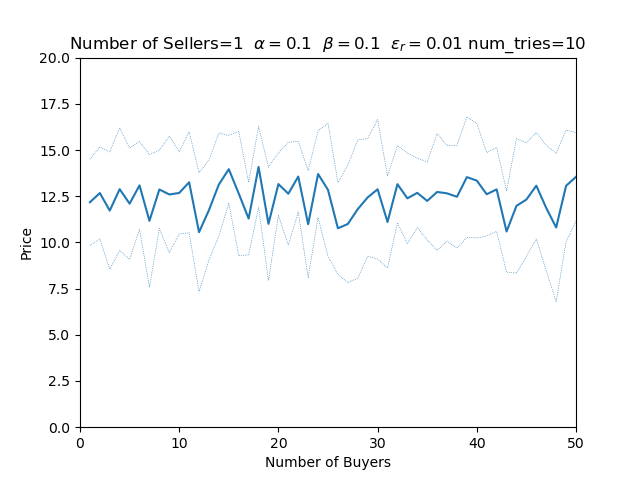 Number of Sellers=1 α = 0.1 β = 0.1 ε_r = 0.01 num_tries=10
20.0
17.5
15.0
12.5
10.0
7.5
5.0
2.5
0.0
Price
0 10 20 30 40 50
Number of Buyers